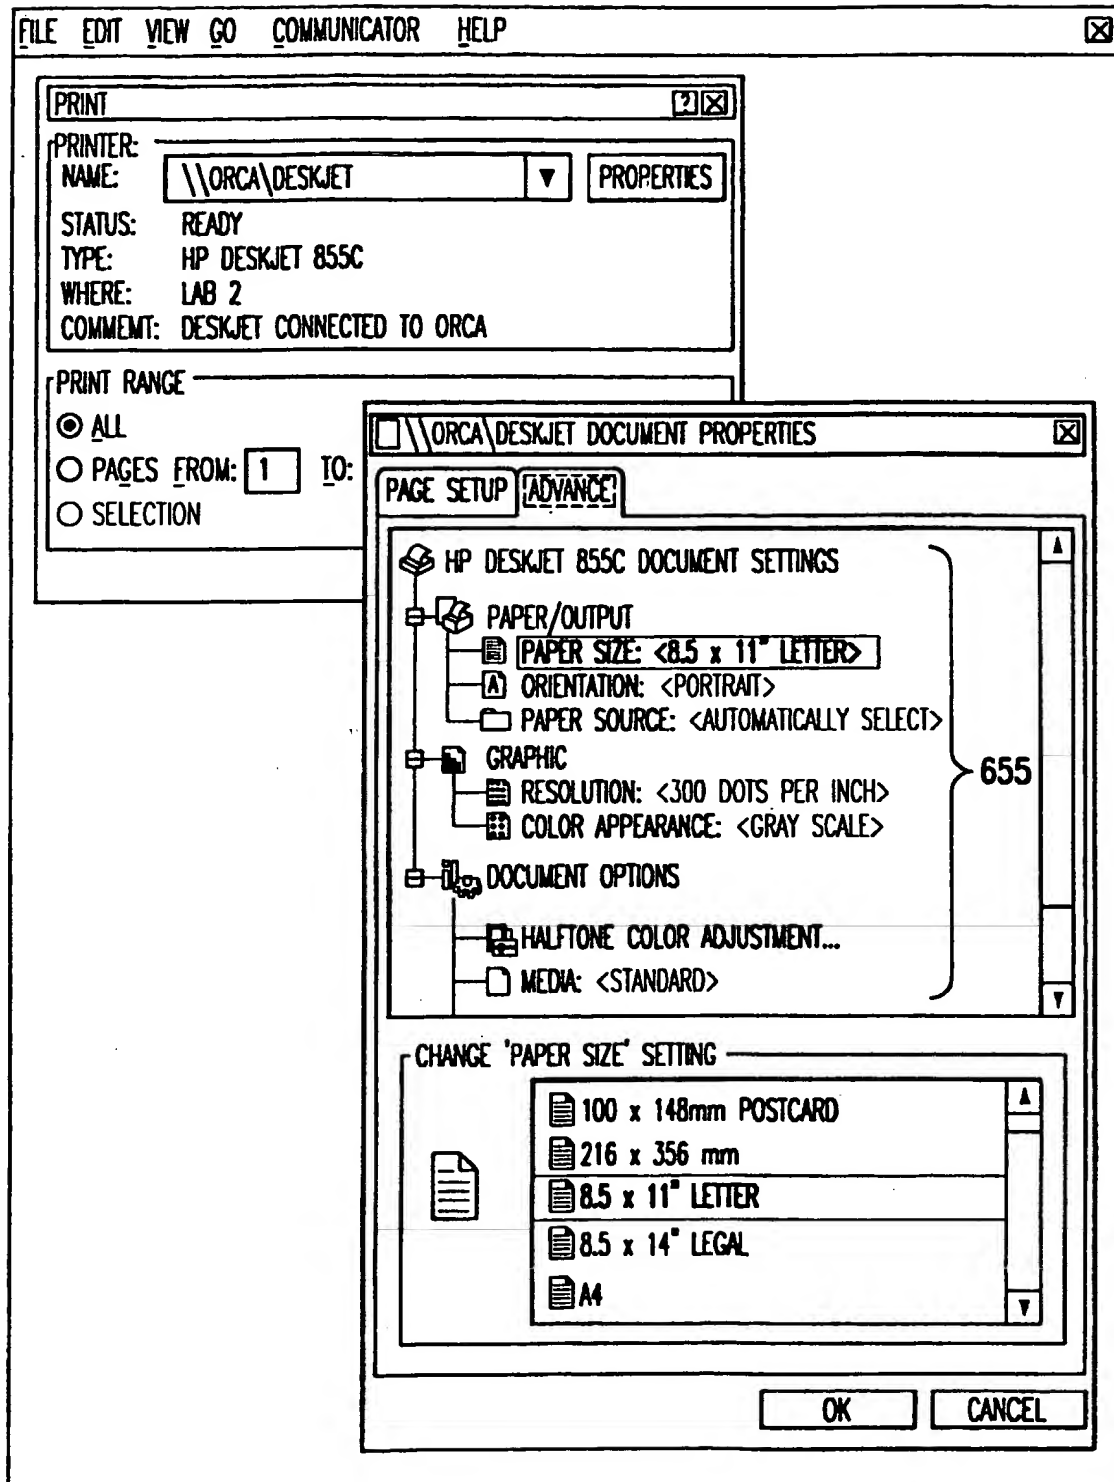 FILE EDIT VIEW GO COMMUNICATOR HELP
PRINT
PRINTER:
NAME: \\ORCA\DESKJET PROPERTIES
STATUS: READY
TYPE: HP DESKJET 855C
WHERE: LAB 2
COMMEMT: DESKJET CONNECTED TO ORCA
PRINT RANGE
ALL
PAGES FROM: 1 TO:
SELECTION
\\ORCA\DESKJET DOCUMENT PROPERTIES
PAGE SETUP ADVANCE
HP DESKJET 855C DOCUMENT SETTINGS
PAPER/OUTPUT
PAPER SIZE: <8.5 x 11" LETTER>
ORIENTATION: <PORTRAIT>
PAPER SOURCE: <AUTOMATICALLY SELECT>
GRAPHIC
RESOLUTION: <300 DOTS PER INCH>
COLOR APPEARANCE: <GRAY SCALE>
DOCUMENT OPTIONS
HALFTONE COLOR ADJUSTMENT...
MEDIA: <STANDARD>
655
CHANGE 'PAPER SIZE' SETTING
100 x 148mm POSTCARD
216 x 356 mm
8.5 x 11" LETTER
8.5 x 14" LEGAL
A4
OK CANCEL